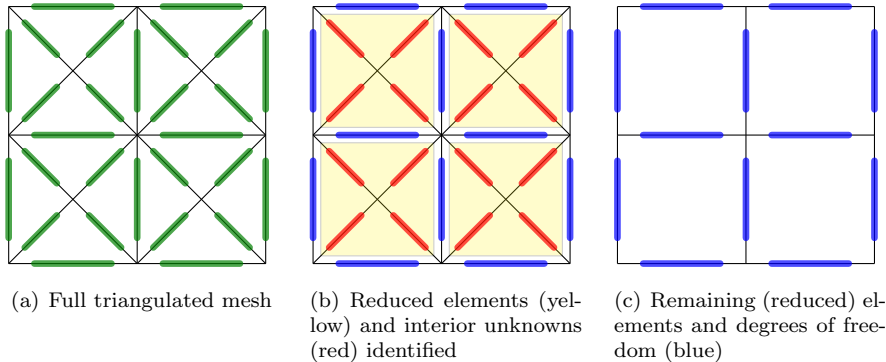 (a) Full triangulated mesh
(b) Reduced elements (yel-
low) and interior unknowns
(red) identified
(c) Remaining (reduced) el-
ements and degrees of free-
dom (blue)